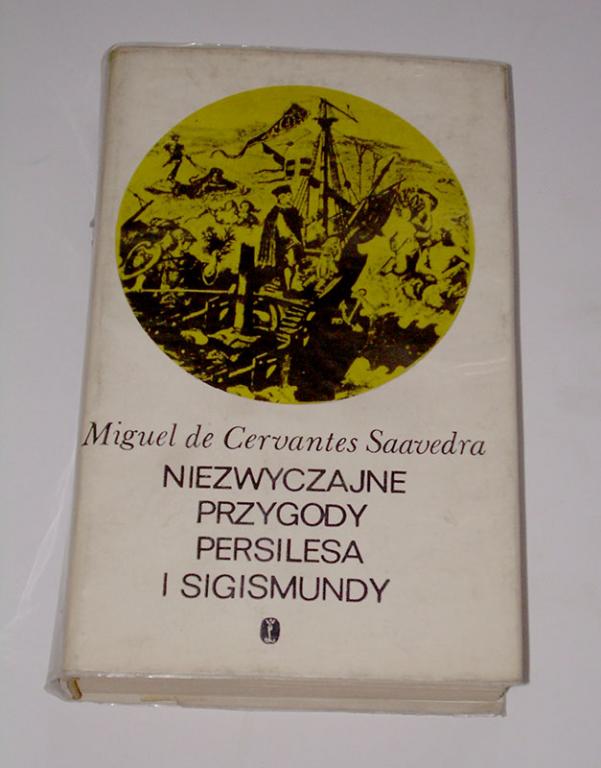 Miguel de Cervantes Saavedra
NIEZWYCZAJNE
PRZYGODY
PERSILESA
I SIGISMUNDY